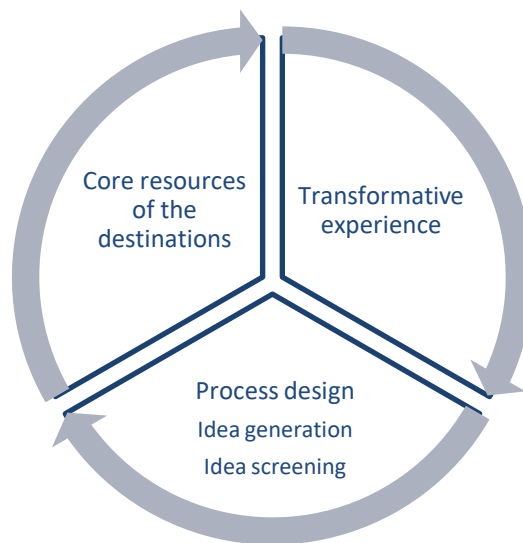 Core resources
of the
destinations
Transformative
experience
Process design
Idea generation
Idea screening